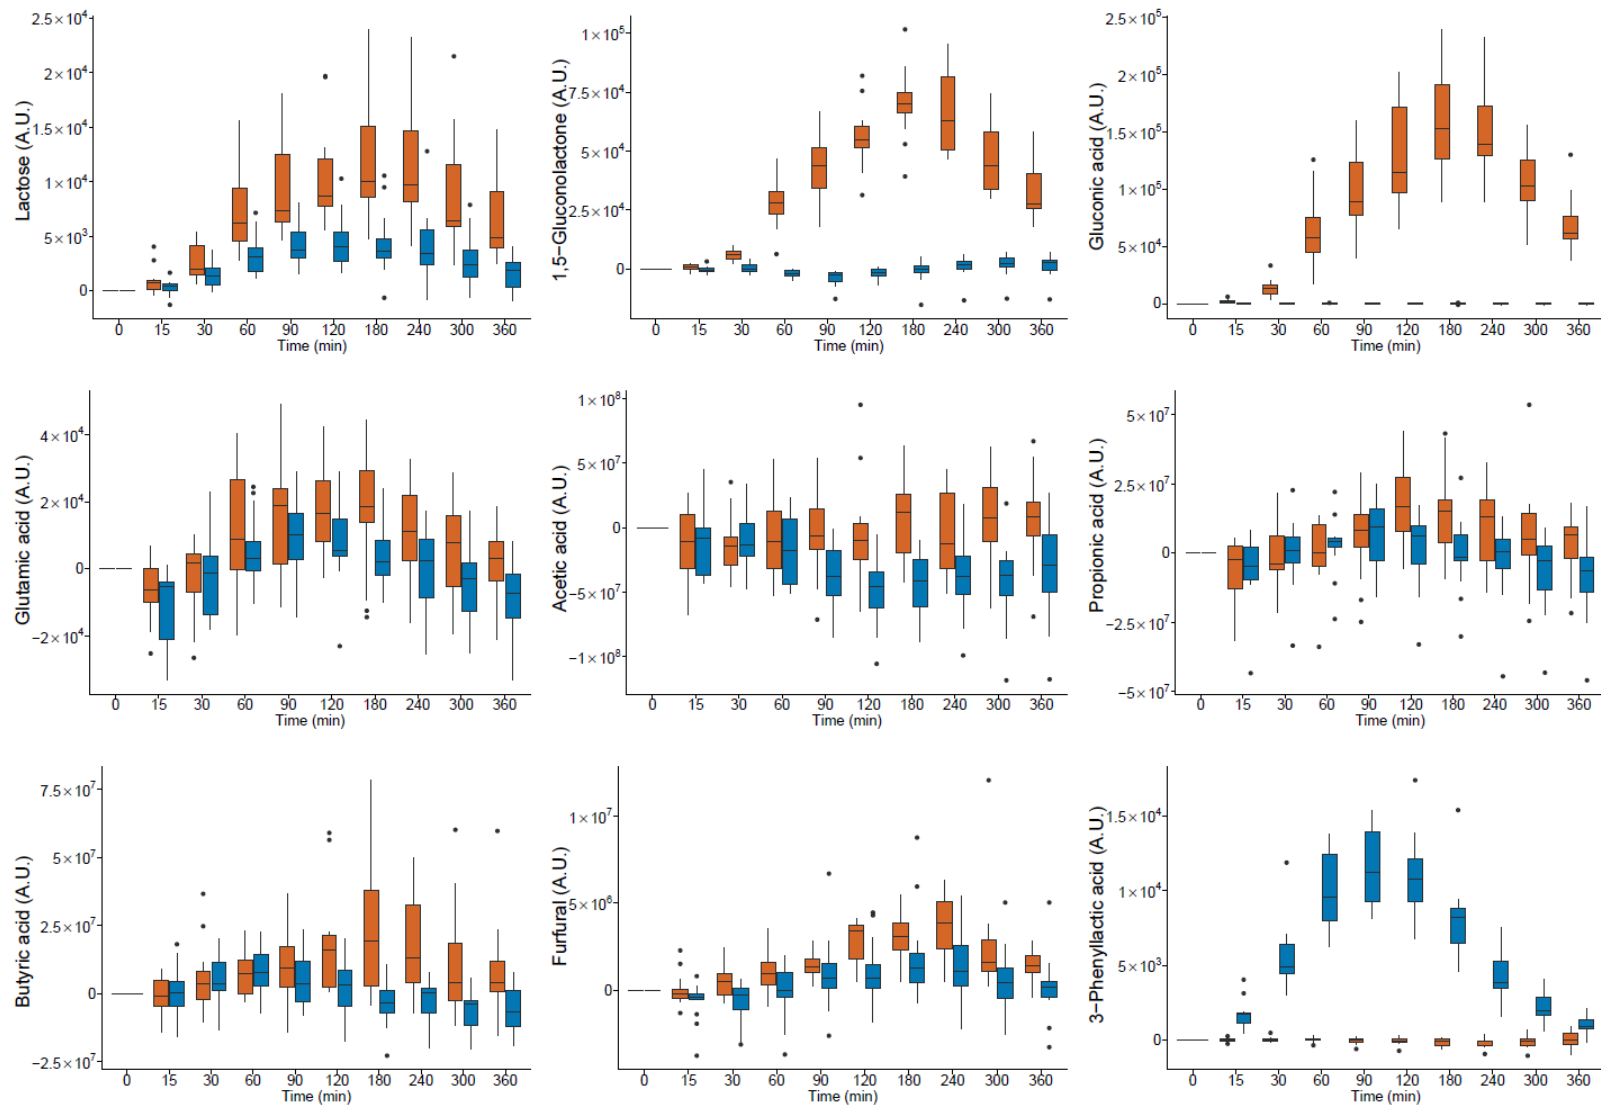 Lactose (A.U.)
2.5×10⁴
2×10⁴
1.5×10⁴
1×10⁴
5×10³
0
0 15 30 60 90 120 180 240 300 360
Time (min)
1,5−Gluconolactone (A.U.)
1×10⁵
7.5×10⁴
5×10⁴
2.5×10⁴
0
0 15 30 60 90 120 180 240 300 360
Time (min)
Gluconic acid (A.U.)
2.5×10⁵
2×10⁵
1.5×10⁵
1×10⁵
5×10⁴
0
0 15 30 60 90 120 180 240 300 360
Time (min)
Glutamic acid (A.U.)
4×10⁴
2×10⁴
0
−2×10⁴
0 15 30 60 90 120 180 240 300 360
Time (min)
Acetic acid (A.U.)
1×10⁸
5×10⁷
0
−5×10⁷
−1×10⁸
0 15 30 60 90 120 180 240 300 360
Time (min)
Propionic acid (A.U.)
5×10⁷
2.5×10⁷
0
−2.5×10⁷
−5×10⁷
0 15 30 60 90 120 180 240 300 360
Time (min)
Butyric acid (A.U.)
7.5×10⁷
5×10⁷
2.5×10⁷
0
−2.5×10⁷
0 15 30 60 90 120 180 240 300 360
Time (min)
Furfural (A.U.)
1×10⁷
5×10⁶
0
0 15 30 60 90 120 180 240 300 360
Time (min)
3−Phenyllactic acid (A.U.)
1.5×10⁴
1×10⁴
5×10³
0
0 15 30 60 90 120 180 240 300 360
Time (min)